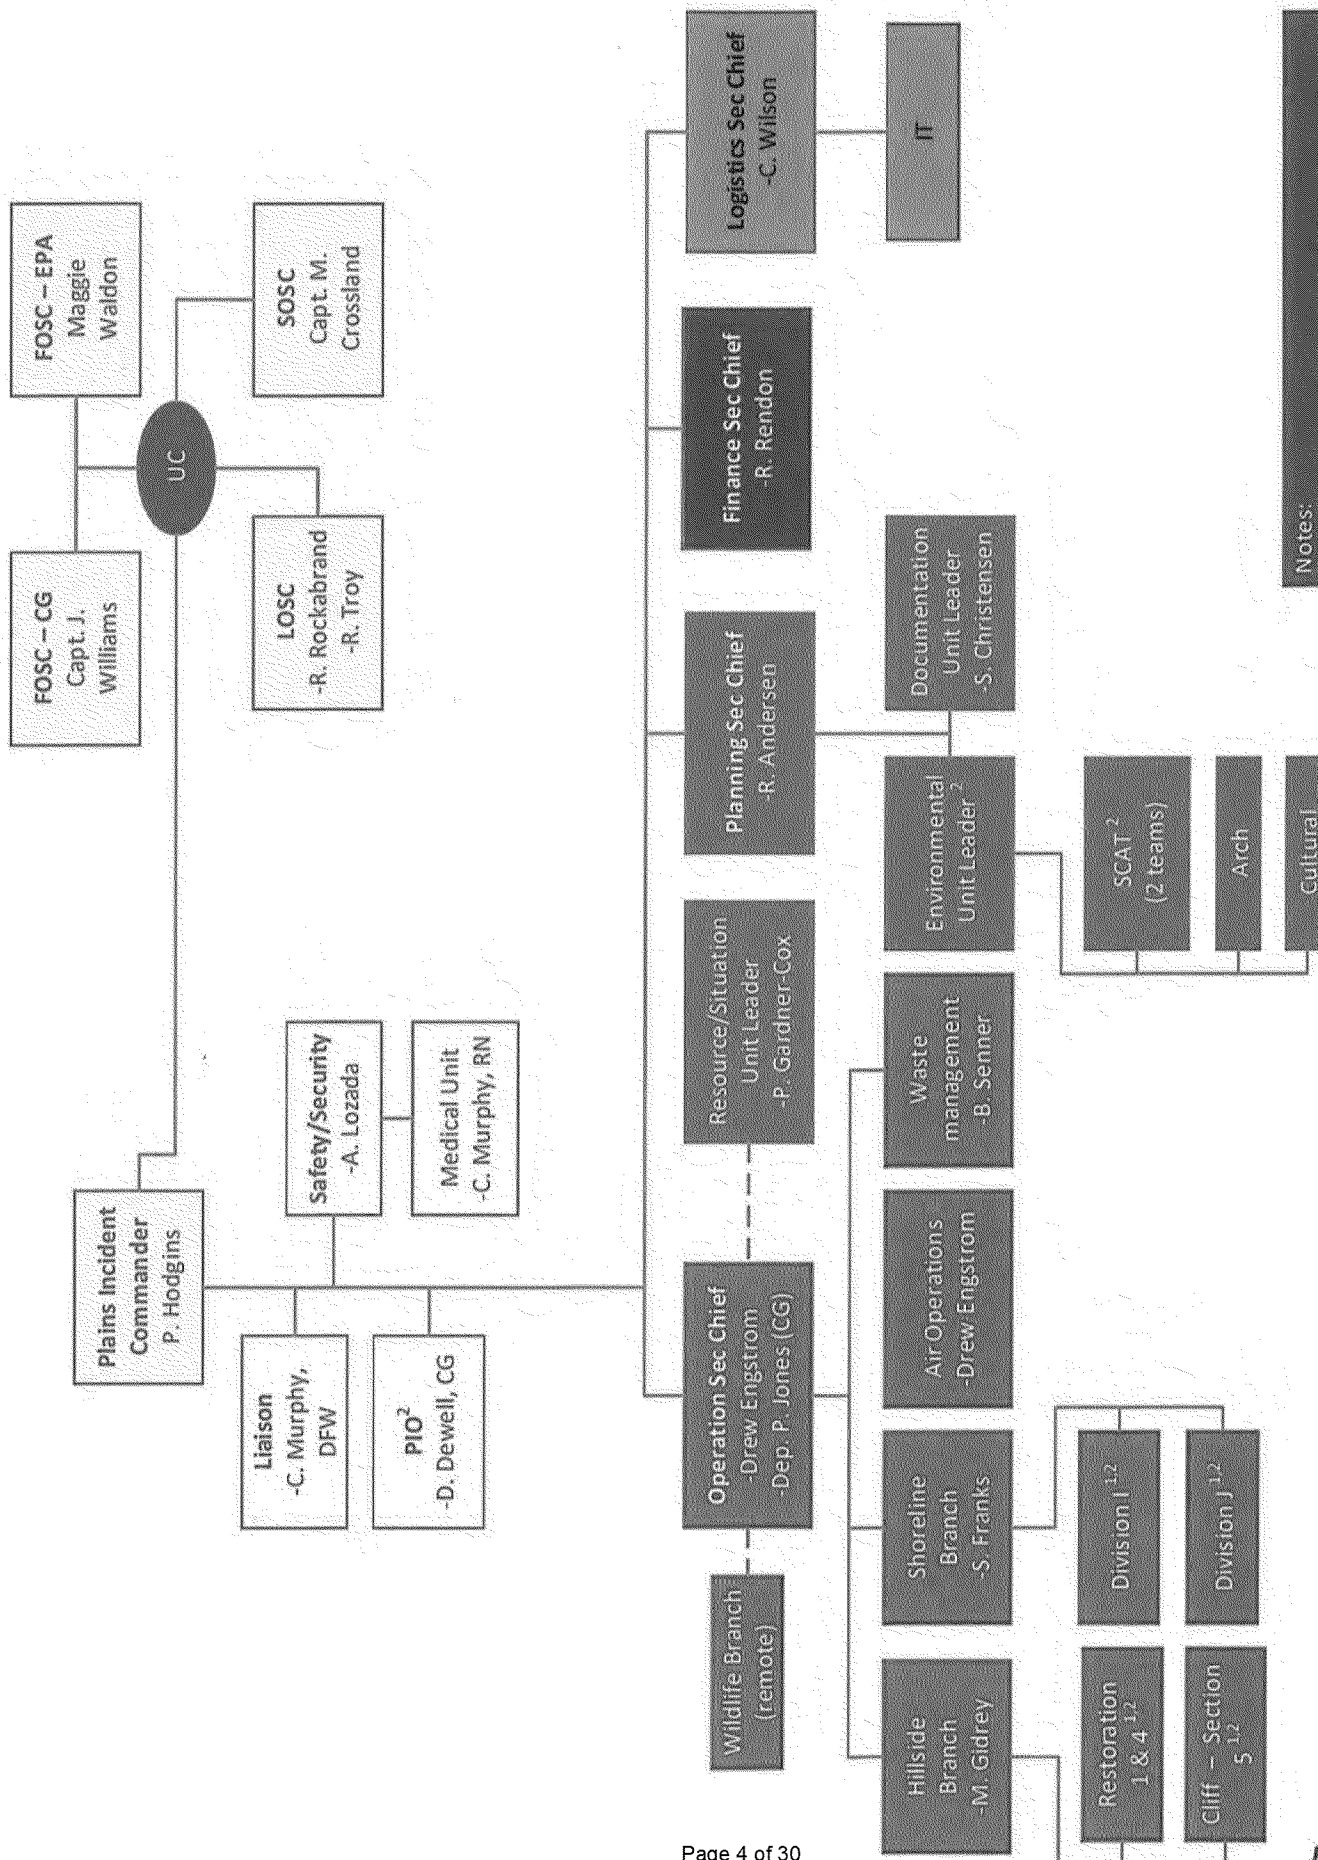 FOSC – CG
Capt. J.
Williams
FOSC – EPA
Maggie
Waldon
UC
LOSC
-R. Rockabrand
-R. Troy
SOSC
Capt. M.
Crossland
Plains Incident
Commander
P. Hodgins
Liaison
-C. Murphy,
DFW
PIO²
-D. Dewell, CG
Safety/Security
-A. Lozada
Medical Unit
-C. Murphy, RN
Wildlife Branch
(remote)
Operation Sec Chief
-Drew Engstrom
-Dep. P. Jones (CG)
Resource/Situation
Unit Leader
-P. Gardner-Cox
Planning Sec Chief
-R. Andersen
Finance Sec Chief
-R. Rendon
Logistics Sec Chief
-C. Wilson
Hillside
Branch
-M. Gidrey
Shoreline
Branch
-S. Franks
Air Operations
-Drew Engstrom
Waste
management
-B. Senner
Environmental
Unit Leader ²
Documentation
Unit Leader
-S. Christensen
IT
Restoration
1 & 4 ¹,²
Cliff – Section
5 ¹,²
Division I ¹,²
Division J ¹,²
SCAT ²
(2 teams)
Arch
Cultural
Notes:
Page 4 of 30